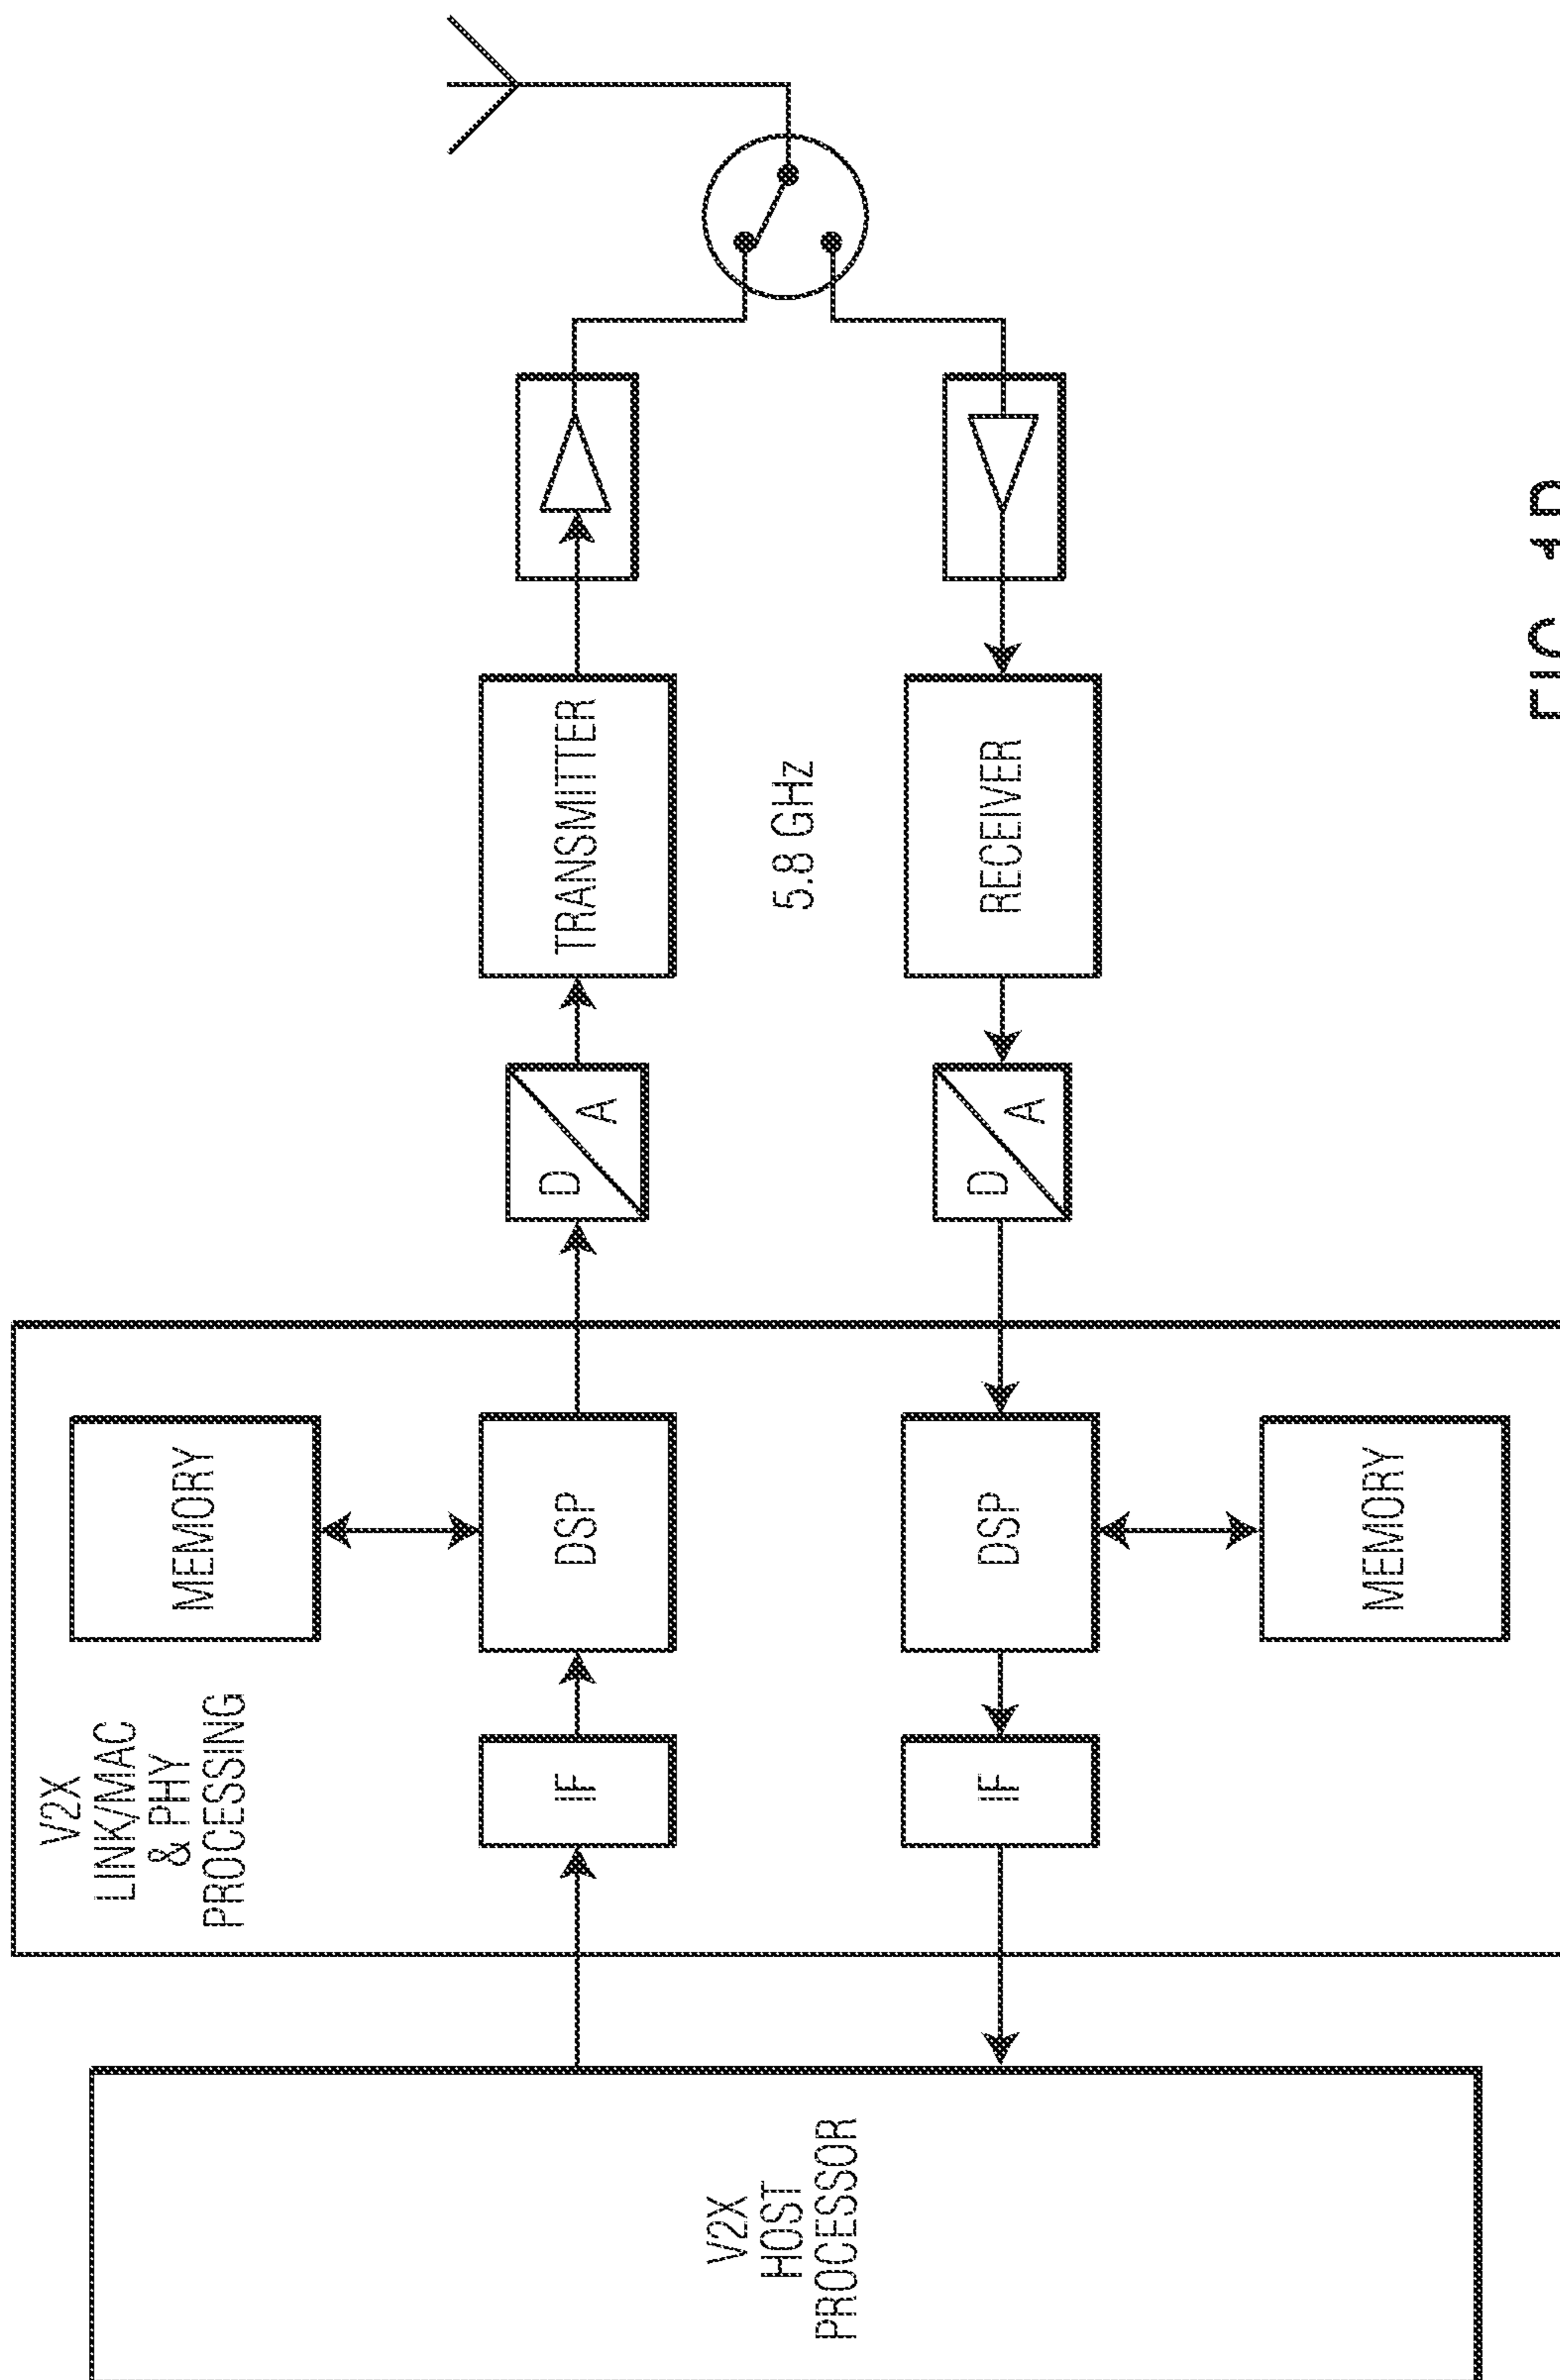 V2X
HOST
PROCESSOR
V2X
LINK/MAC
& PHY
PROCESSING
IF
DSP
MEMORY
D
A
TRANSMITTER
5.8 GHz
IF
DSP
MEMORY
D
A
RECEIVER